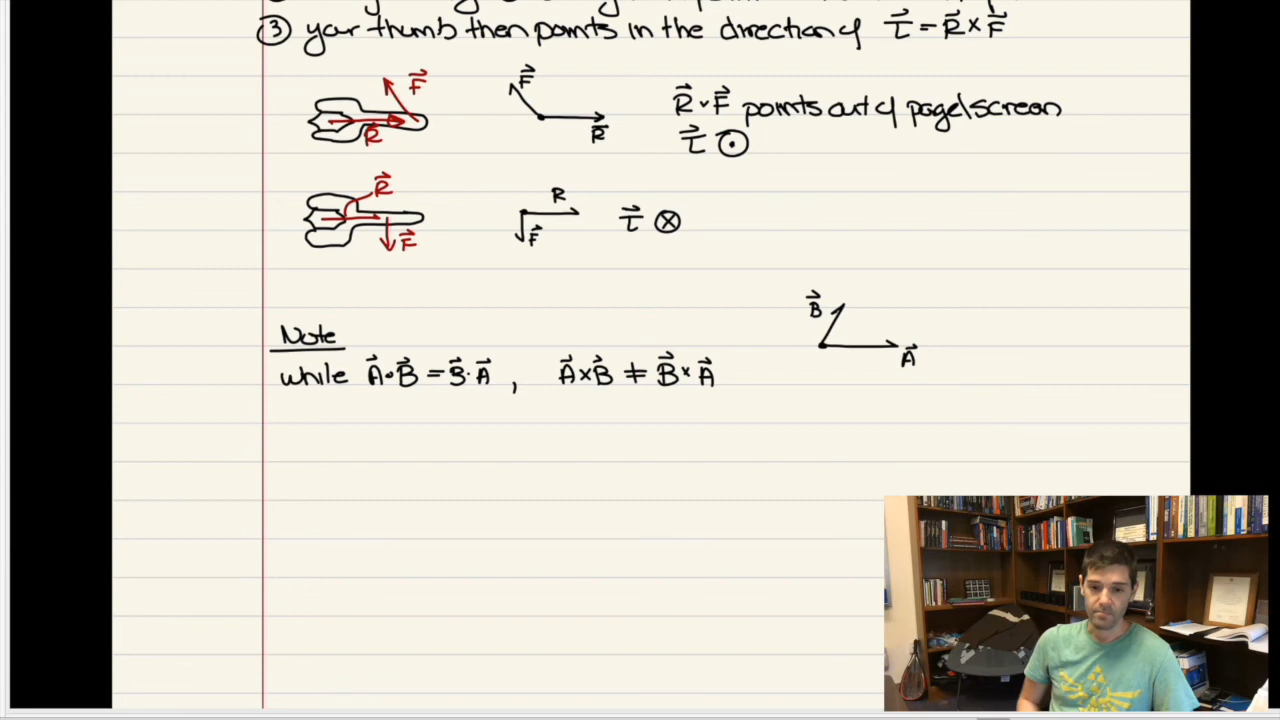 ③ your thumb then points in the direction of τ⃗ = R⃗ × F⃗
F⃗
R⃗
F⃗
R⃗
R⃗ × F⃗ points out of page/screen
τ⃗ ⊙
R⃗
F⃗
R
F⃗
τ⃗ ⊗
B⃗
A⃗
Note
while A⃗ · B⃗ = B⃗ · A⃗ , A⃗ × B⃗ ≠ B⃗ × A⃗